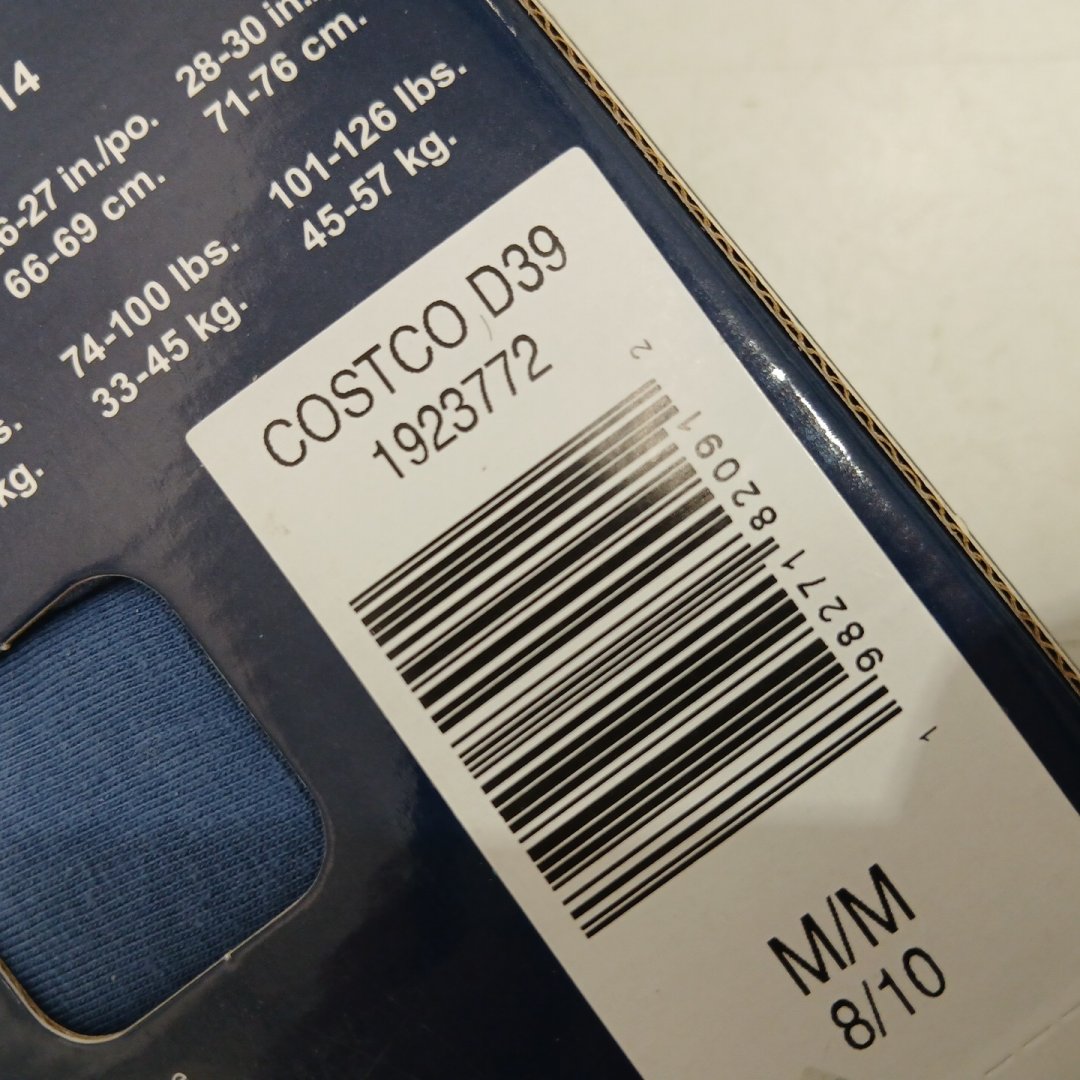 14
28-30 in.
71-76 cm.
101-126 lbs.
45-57 kg.
6-27 in./po.
66-69 cm.
74-100 lbs.
33-45 kg.
s.
kg.
COSTCO D39
1923772
1 98271 82091 2
M/M
8/10